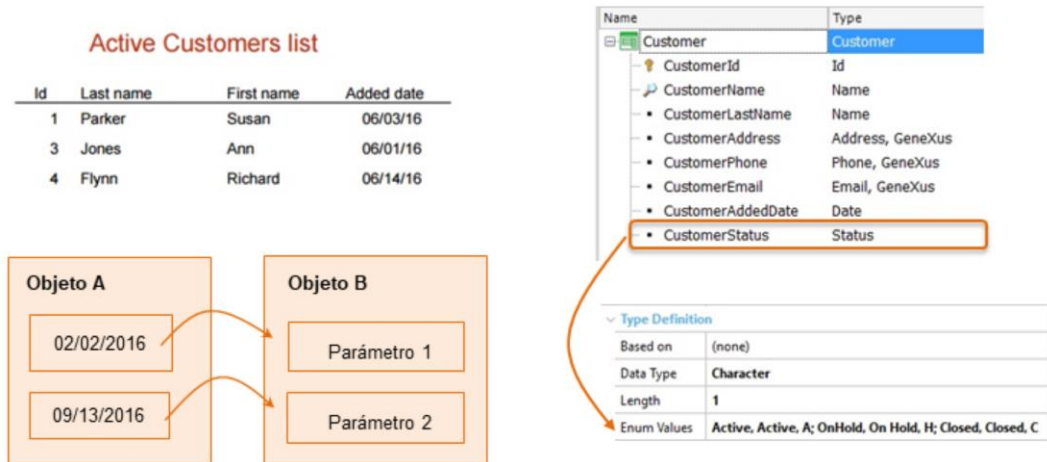 Active Customers list
Id Last name First name Added date
1 Parker Susan 06/03/16
3 Jones Ann 06/01/16
4 Flynn Richard 06/14/16
Objeto A
02/02/2016
09/13/2016
Objeto B
Parámetro 1
Parámetro 2
Name Type
Customer Customer
CustomerId Id
CustomerName Name
CustomerLastName Name
CustomerAddress Address, GeneXus
CustomerPhone Phone, GeneXus
CustomerEmail Email, GeneXus
CustomerAddedDate Date
CustomerStatus Status
Type Definition
Based on (none)
Data Type Character
Length 1
Enum Values Active, Active, A; OnHold, On Hold, H; Closed, Closed, C